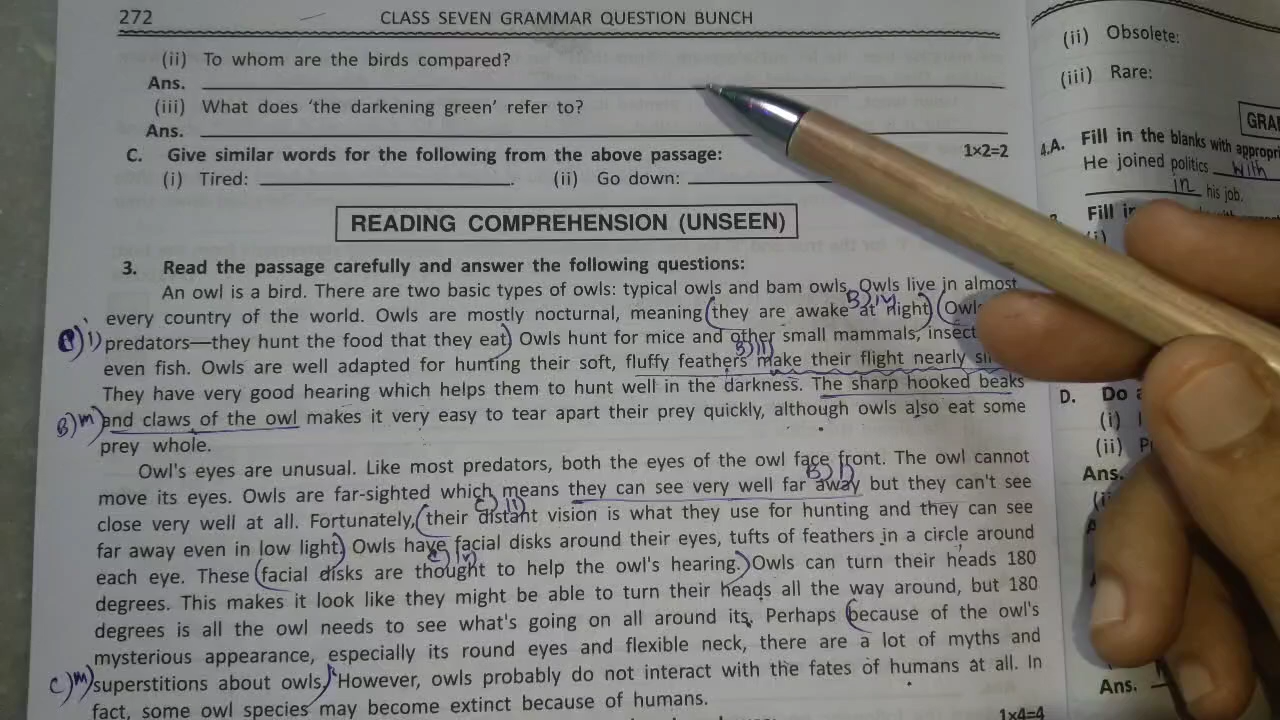 272 CLASS SEVEN GRAMMAR QUESTION BUNCH
(ii) To whom are the birds compared?
Ans.
(iii) What does 'the darkening green' refer to?
Ans.
C. Give similar words for the following from the above passage: 1×2=2
(i) Tired: (ii) Go down:
READING COMPREHENSION (UNSEEN)
3. Read the passage carefully and answer the following questions:
An owl is a bird. There are two basic types of owls: typical owls and bam owls. Owls live in almost
B) iv
every country of the world. Owls are mostly nocturnal, meaning (they are awake at night) (Owl
i) predators—they hunt the food that they eat) Owls hunt for mice and other small mammals, insect
B) ii
even fish. Owls are well adapted for hunting their soft, fluffy feathers make their flight nearly
They have very good hearing which helps them to hunt well in the darkness. The sharp hooked beaks
B) and claws of the owl makes it very easy to tear apart their prey quickly, although owls also eat some
prey whole.
Owl's eyes are unusual. Like most predators, both the eyes of the owl face front. The owl cannot
B) i)
move its eyes. Owls are far-sighted which means they can see very well far away but they can't see
C) ii)
close very well at all. Fortunately, (their distant vision is what they use for hunting and they can see
far away even in low light.) Owls have facial disks around their eyes, tufts of feathers in a circle around
each eye. These (facial disks are thought to help the owl's hearing.) Owls can turn their heads 180
degrees. This makes it look like they might be able to turn their heads all the way around, but 180
degrees is all the owl needs to see what's going on all around its. Perhaps (because of the owl's
mysterious appearance, especially its round eyes and flexible neck, there are a lot of myths and
C) superstitions about owls.) However, owls probably do not interact with the fates of humans at all. In
fact, some owl species may become extinct because of humans.
1×4=4
(ii) Obsolete:
(iii) Rare:
GRA
4.A. Fill in the blanks with appropri
He joined politics with
in his job.
Fill in
D. Do a
(i) I
(ii) P
Ans.
Ans.